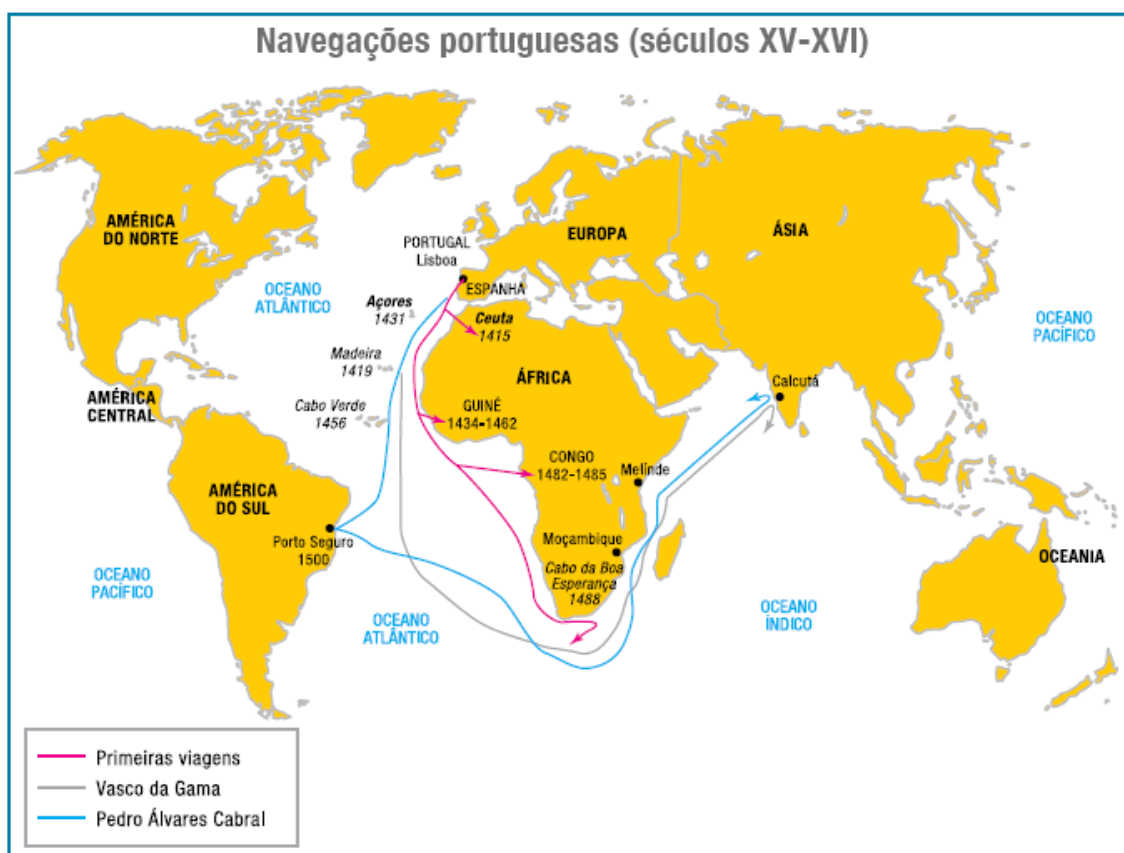 Navegações portuguesas (séculos XV-XVI)
AMÉRICA
DO NORTE
EUROPA
ÁSIA
PORTUGAL
Lisboa
ESPANHA
OCEANO
ATLÂNTICO
Açores
1431
Ceuta
1415
OCEANO
PACÍFICO
Madeira
1419
ÁFRICA
Calcutá
AMÉRICA
CENTRAL
Cabo Verde
1456
GUINÉ
1434-1462
CONGO
1482-1485
Melinde
AMÉRICA
DO SUL
Porto Seguro
1500
Moçambique
Cabo da Boa
Esperança
1488
OCEANIA
OCEANO
PACÍFICO
OCEANO
ATLÂNTICO
OCEANO
ÍNDICO
Primeiras viagens
Vasco da Gama
Pedro Álvares Cabral